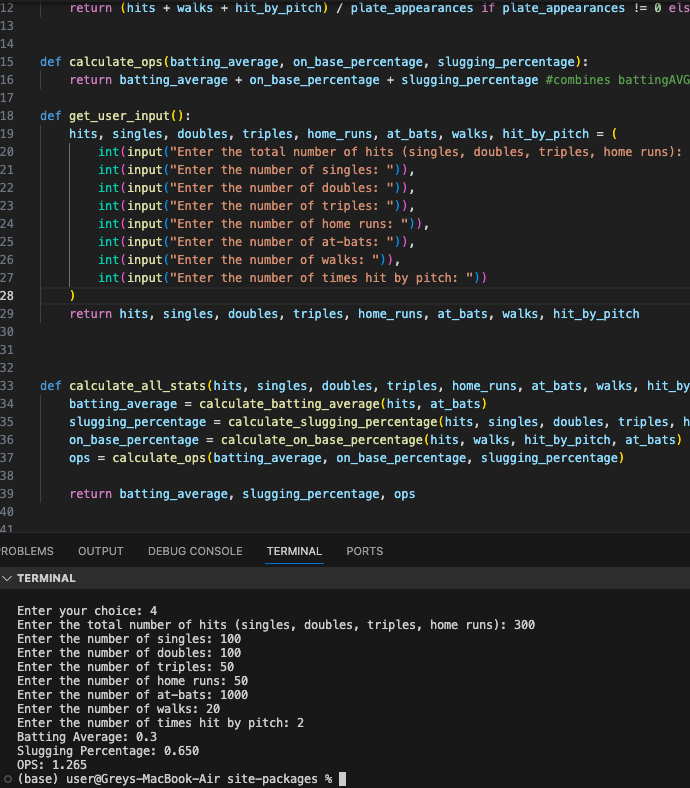 12 return (hits + walks + hit_by_pitch) / plate_appearances if plate_appearances != 0 els
13
14
15 def calculate_ops(batting_average, on_base_percentage, slugging_percentage):
16 return batting_average + on_base_percentage + slugging_percentage #combines battingAVG
17
18 def get_user_input():
19 hits, singles, doubles, triples, home_runs, at_bats, walks, hit_by_pitch = (
20 int(input("Enter the total number of hits (singles, doubles, triples, home runs):
21 int(input("Enter the number of singles: ")),
22 int(input("Enter the number of doubles: ")),
23 int(input("Enter the number of triples: ")),
24 int(input("Enter the number of home runs: ")),
25 int(input("Enter the number of at-bats: ")),
26 int(input("Enter the number of walks: ")),
27 int(input("Enter the number of times hit by pitch: "))
28 )
29 return hits, singles, doubles, triples, home_runs, at_bats, walks, hit_by_pitch
30
31
32
33 def calculate_all_stats(hits, singles, doubles, triples, home_runs, at_bats, walks, hit_by
34 batting_average = calculate_batting_average(hits, at_bats)
35 slugging_percentage = calculate_slugging_percentage(hits, singles, doubles, triples, h
36 on_base_percentage = calculate_on_base_percentage(hits, walks, hit_by_pitch, at_bats)
37 ops = calculate_ops(batting_average, on_base_percentage, slugging_percentage)
38
39 return batting_average, slugging_percentage, ops
40
41
ROBLEMS OUTPUT DEBUG CONSOLE TERMINAL PORTS
TERMINAL
Enter your choice: 4
Enter the total number of hits (singles, doubles, triples, home runs): 300
Enter the number of singles: 100
Enter the number of doubles: 100
Enter the number of triples: 50
Enter the number of home runs: 50
Enter the number of at-bats: 1000
Enter the number of walks: 20
Enter the number of times hit by pitch: 2
Batting Average: 0.3
Slugging Percentage: 0.650
OPS: 1.265
(base) user@Greys-MacBook-Air site-packages %